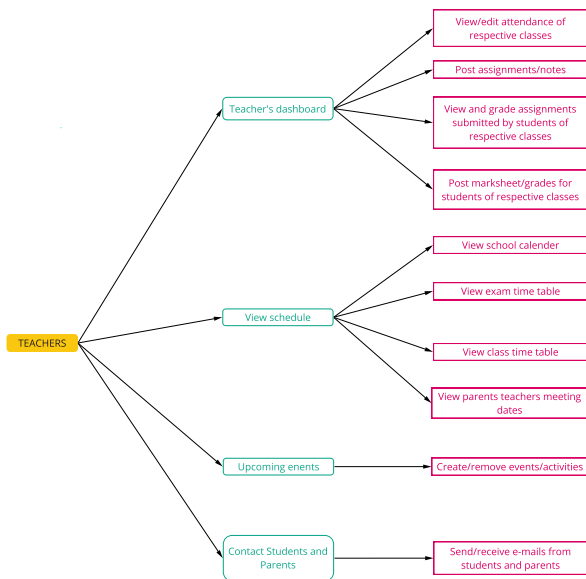 View/edit attendance of
respective classes
Post assignments/notes
Teacher's dashboard
View and grade assignments
submitted by students of
respective classes
Post marksheet/grades for
students of respective classes
View school calender
View exam time table
View schedule
TEACHERS
View class time table
View parents teachers meeting
dates
Upcoming enents
Create/remove events/activities
Contact Students and
Parents
Send/receive e-mails from
students and parents